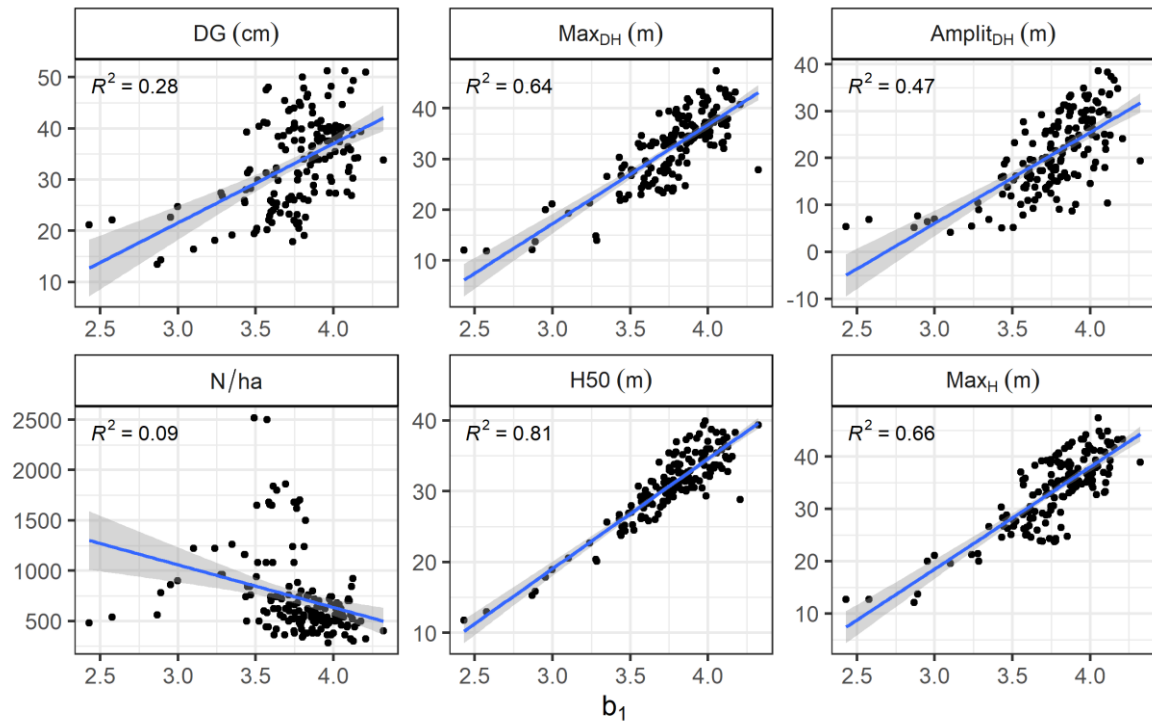 DG (cm)
Max_DH (m)
Amplit_DH (m)
R² = 0.28
R² = 0.64
R² = 0.47
50
40
30
20
10
40
30
20
10
40
30
20
10
0
-10
2.5 3.0 3.5 4.0
2.5 3.0 3.5 4.0
2.5 3.0 3.5 4.0
N/ha
H50 (m)
Max_H (m)
R² = 0.09
R² = 0.81
R² = 0.66
2500
2000
1500
1000
500
40
30
20
10
40
30
20
10
2.5 3.0 3.5 4.0
2.5 3.0 3.5 4.0
2.5 3.0 3.5 4.0
b₁